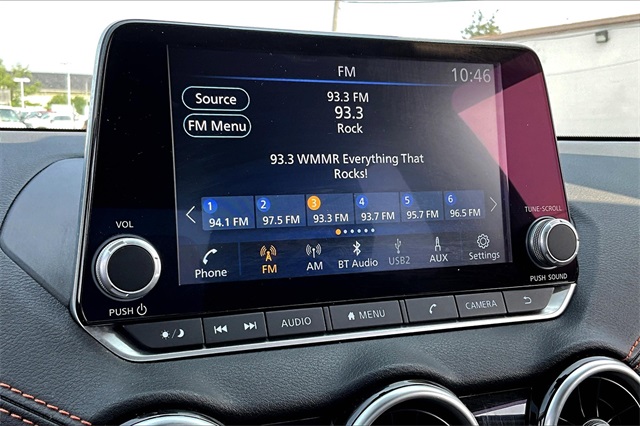 FM
10:46
Source
93.3 FM
93.3
FM Menu
Rock
93.3 WMMR Everything That
Rocks!
1 2 3 4 5 6
94.1 FM 97.5 FM 93.3 FM 93.7 FM 95.7 FM 96.5 FM
Phone FM AM BT Audio USB2 AUX Settings
VOL
PUSH
TUNE·SCROLL
PUSH SOUND
AUDIO MENU CAMERA